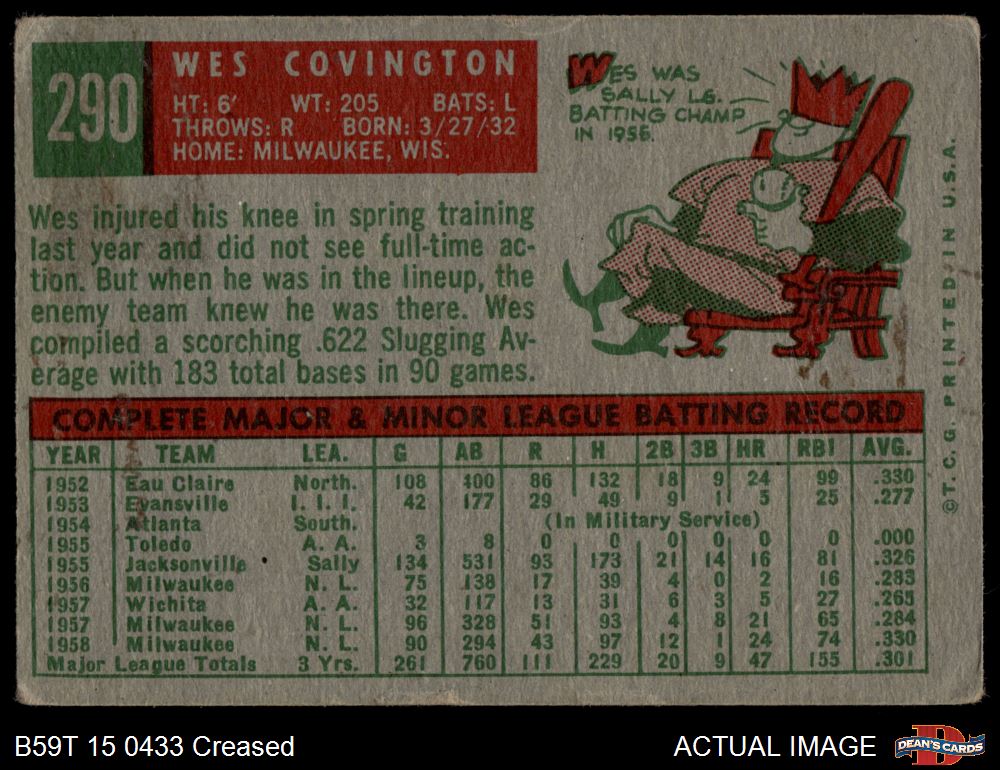 290
WES COVINGTON
HT: 6' WT: 205 BATS: L
THROWS: R BORN: 3/27/32
HOME: MILWAUKEE, WIS.
WES WAS
SALLY LG.
BATTING CHAMP
IN 1955.
Wes injured his knee in spring training
last year and did not see full-time ac-
tion. But when he was in the lineup, the
enemy team knew he was there. Wes
compiled a scorching .622 Slugging Av-
erage with 183 total bases in 90 games.
COMPLETE MAJOR & MINOR LEAGUE BATTING RECORD
YEAR TEAM LEA. G AB R H 2B 3B HR RBI AVG.
1952 Eau Claire North. 108 400 86 132 18 9 24 99 .330
1953 Evansville I. I. I. 42 177 29 49 9 1 5 25 .277
1954 Atlanta South. (In Military Service)
1955 Toledo A. A. 3 8 0 0 0 0 0 0 .000
1955 Jacksonville Sally 134 531 93 173 21 14 16 81 .326
1956 Milwaukee N. L. 75 138 17 39 4 0 2 16 .283
1957 Wichita A. A. 32 117 13 31 6 3 5 27 .265
1957 Milwaukee N. L. 96 328 51 93 4 8 21 65 .284
1958 Milwaukee N. L. 90 294 43 97 12 1 24 74 .330
Major League Totals 3 Yrs. 261 760 111 229 20 9 47 155 .301
©T. C. G. PRINTED IN U.S.A.
B59T 15 0433 Creased
ACTUAL IMAGE
D
DEAN'S CARDS